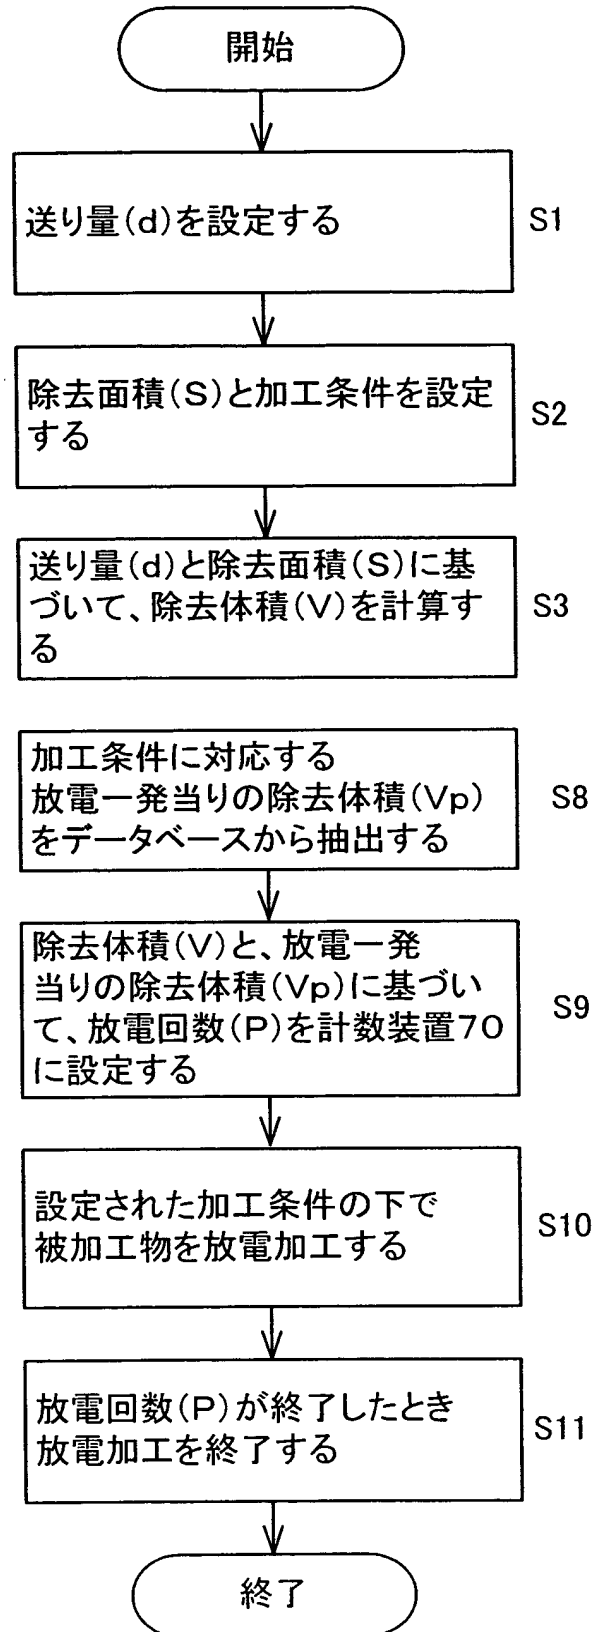 開始
送り量(d)を設定する
S1
除去面積(S)と加工条件を設定
する
S2
送り量(d)と除去面積(S)に基
づいて、除去体積(V)を計算す
る
S3
加工条件に対応する
放電一発当りの除去体積(Vp)
をデータベースから抽出する
S8
除去体積(V)と、放電一発
当りの除去体積(Vp)に基づい
て、放電回数(P)を計数装置70
に設定する
S9
設定された加工条件の下で
被加工物を放電加工する
S10
放電回数(P)が終了したとき
放電加工を終了する
S11
終了